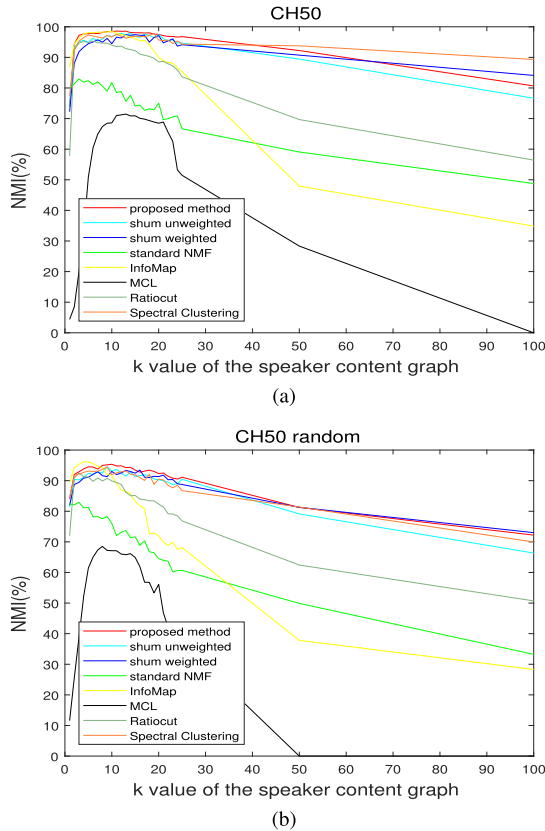 CH50
NMI(%)
100
90
80
70
60
50
40
30
20
10
0
proposed method
shum unweighted
shum weighted
standard NMF
InfoMap
MCL
Ratiocut
Spectral Clustering
0 10 20 30 40 50 60 70 80 90 100
k value of the speaker content graph
(a)
CH50 random
NMI(%)
100
90
80
70
60
50
40
30
20
10
0
proposed method
shum unweighted
shum weighted
standard NMF
InfoMap
MCL
Ratiocut
Spectral Clustering
0 10 20 30 40 50 60 70 80 90 100
k value of the speaker content graph
(b)